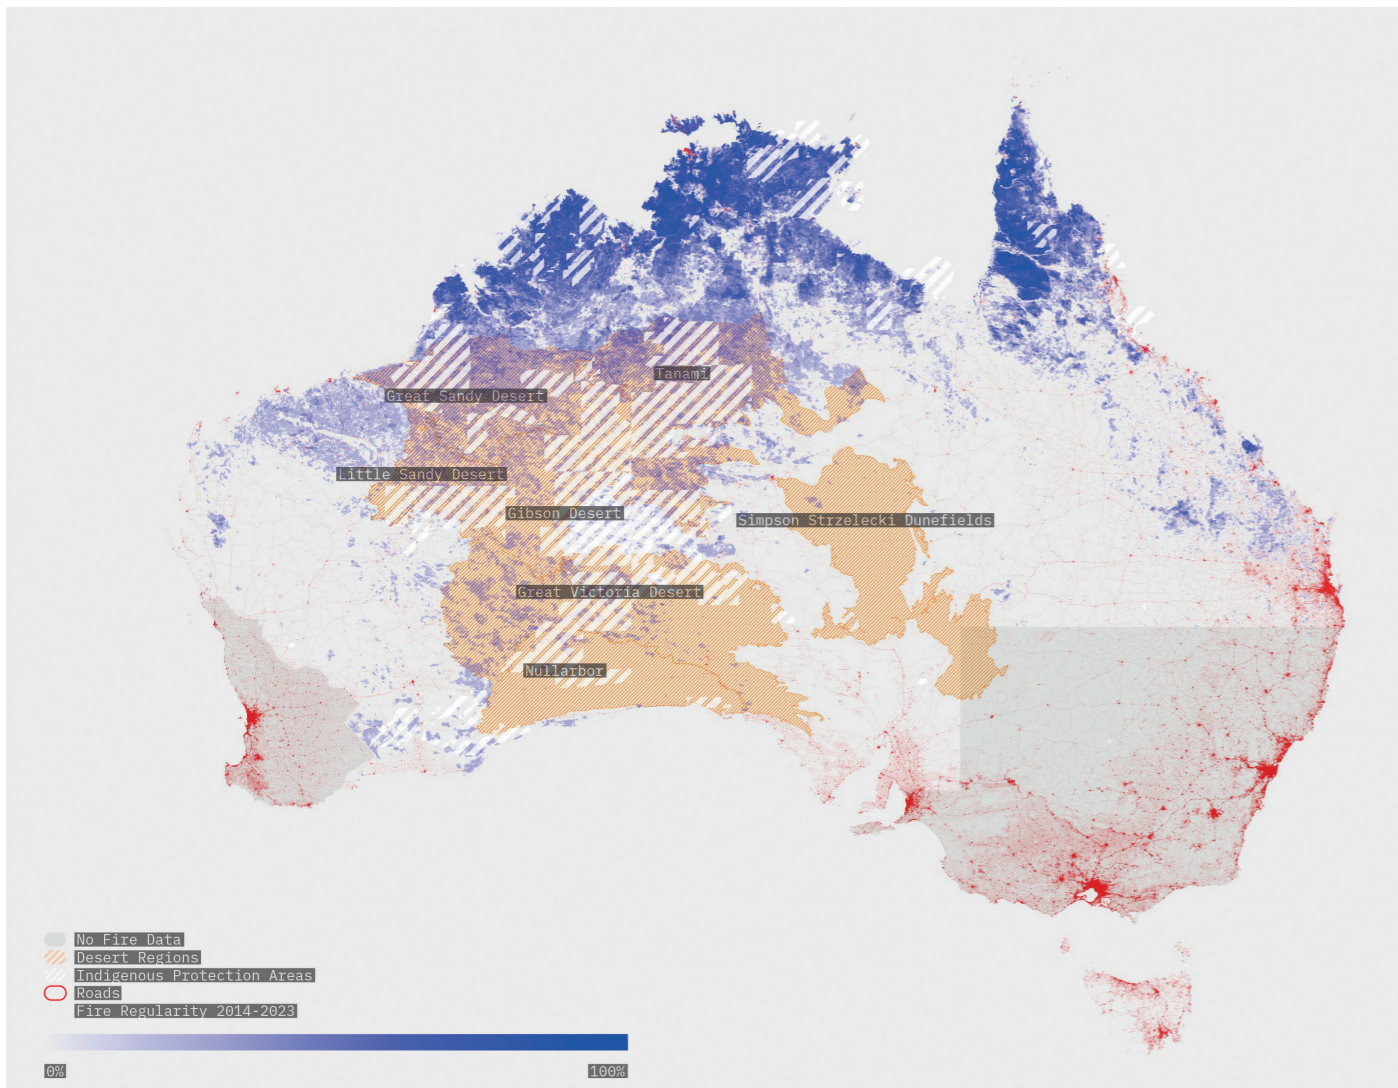 Tanami
Great Sandy Desert
Little Sandy Desert
Gibson Desert
Simpson Strzelecki Dunefields
Great Victoria Desert
Nullarbor
No Fire Data
Desert Regions
Indigenous Protection Areas
Roads
Fire Regularity 2014-2023
0%
100%